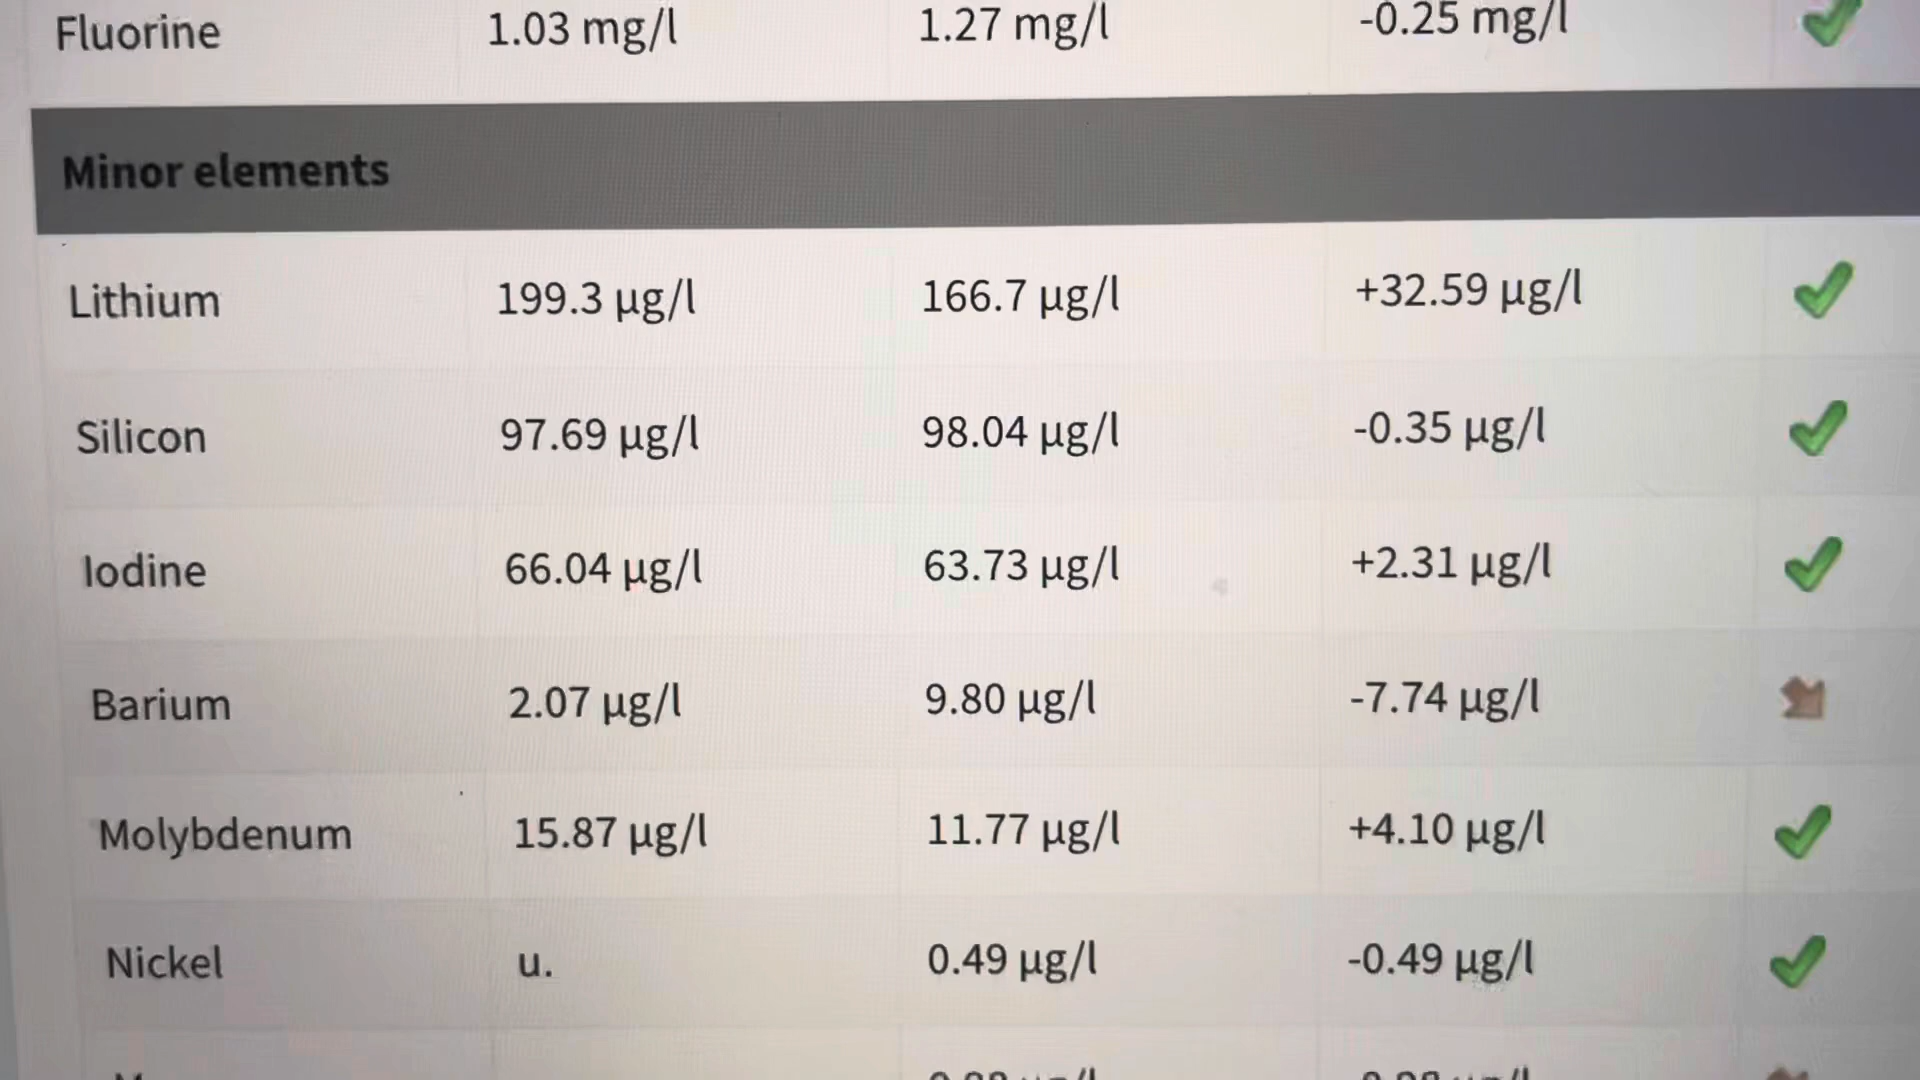 Fluorine 1.03 mg/l 1.27 mg/l -0.25 mg/l
Minor elements
Lithium 199.3 µg/l 166.7 µg/l +32.59 µg/l
Silicon 97.69 µg/l 98.04 µg/l -0.35 µg/l
Iodine 66.04 µg/l 63.73 µg/l +2.31 µg/l
Barium 2.07 µg/l 9.80 µg/l -7.74 µg/l
Molybdenum 15.87 µg/l 11.77 µg/l +4.10 µg/l
Nickel u. 0.49 µg/l -0.49 µg/l